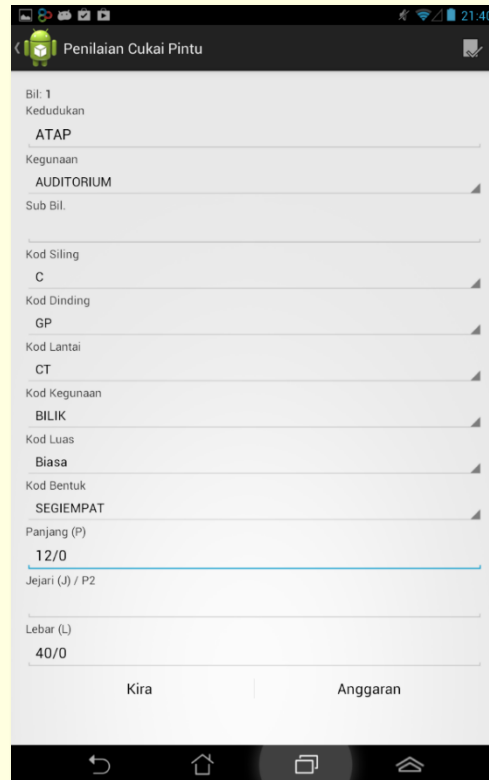 21:40
Penilaian Cukai Pintu
Bil: 1
Kedudukan
ATAP
Kegunaan
AUDITORIUM
Sub Bil.
Kod Siling
C
Kod Dinding
GP
Kod Lantai
CT
Kod Kegunaan
BILIK
Kod Luas
Biasa
Kod Bentuk
SEGIEMPAT
Panjang (P)
12/0
Jejari (J) / P2
Lebar (L)
40/0
Kira Anggaran